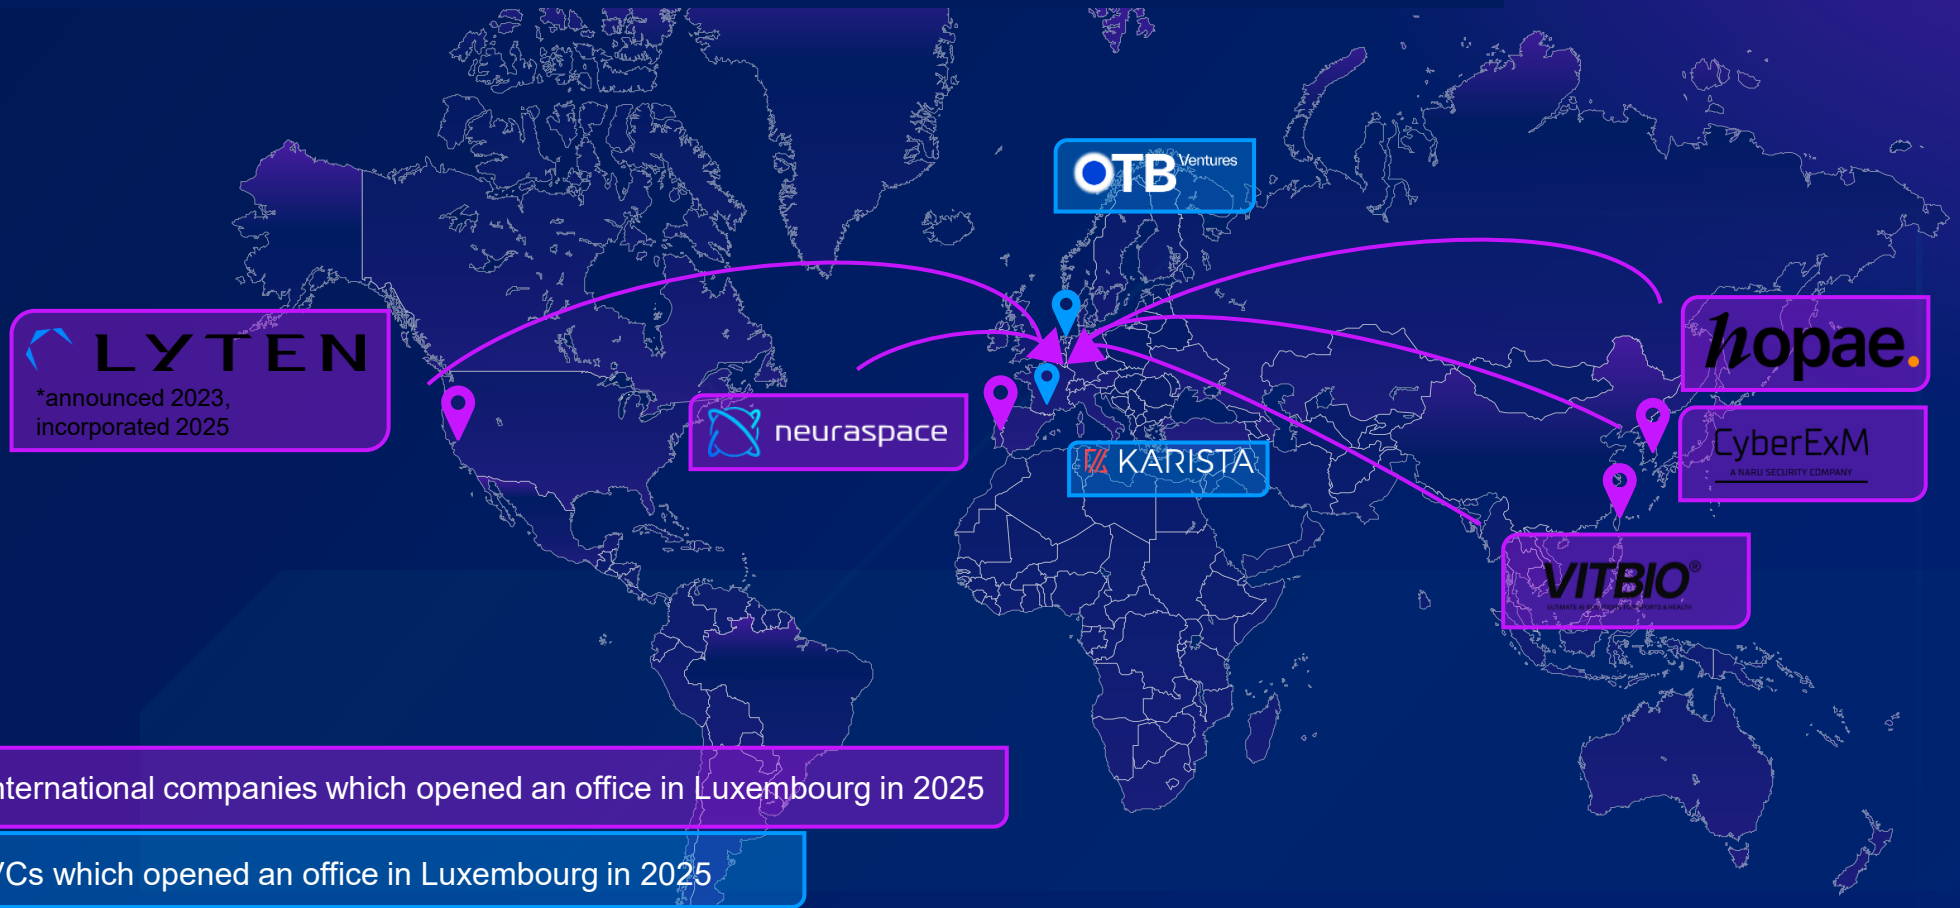 OTB Ventures
LYTEN
*announced 2023,
incorporated 2025
hopae.
neuraspace
CyberExM
A NARU SECURITY COMPANY
KARISTA
VITBIO®
nternational companies which opened an office in Luxembourg in 2025
VCs which opened an office in Luxembourg in 2025